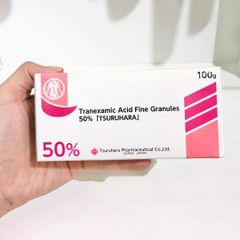 100g
Tranexamic Acid Fine Granules
50% 「TSURUHARA」
50%
Tsuruhara Pharmaceutical Co.,Ltd.
OSAKA, JAPAN